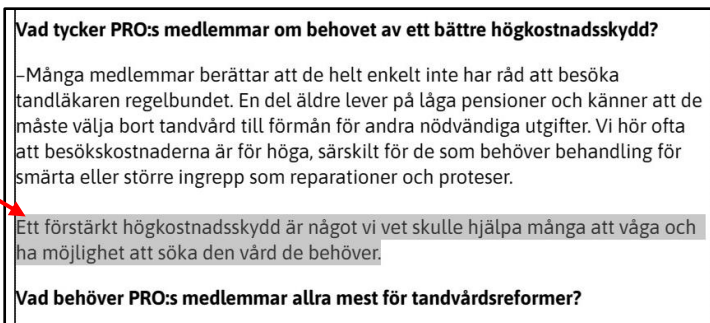 Vad tycker PRO:s medlemmar om behovet av ett bättre högkostnadsskydd?
–Många medlemmar berättar att de helt enkelt inte har råd att besöka
tandläkaren regelbundet. En del äldre lever på låga pensioner och känner att de
måste välja bort tandvård till förmån för andra nödvändiga utgifter. Vi hör ofta
att besökskostnaderna är för höga, särskilt för de som behöver behandling för
smärta eller större ingrepp som reparationer och proteser.
Ett förstärkt högkostnadsskydd är något vi vet skulle hjälpa många att våga och
ha möjlighet att söka den vård de behöver.
Vad behöver PRO:s medlemmar allra mest för tandvårdsreformer?